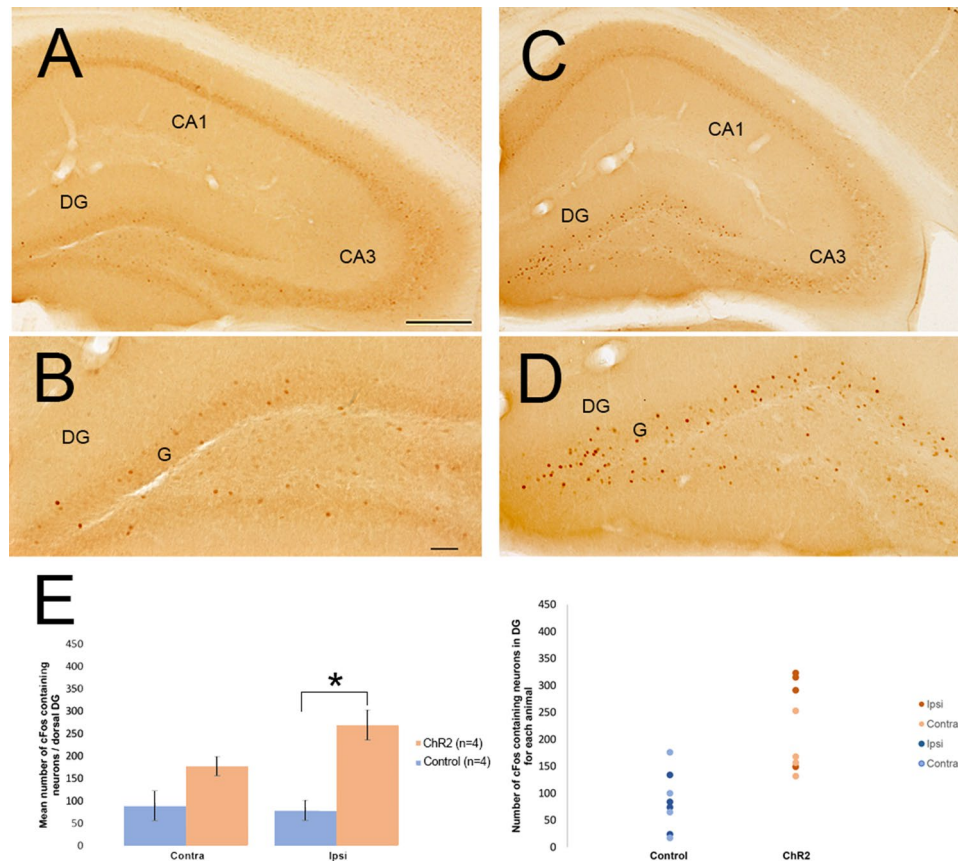 A
CA1
DG
CA3
C
CA1
DG
CA3
B
DG
G
D
DG
G
E
Mean number of cFos containing
neurons / dorsal DG
450
400
350
300
250
200
150
100
50
0
*
Contra
Ipsi
ChR2 (n=4)
Control (n=4)
Number of cFos containing neurons in DG
for each animal
450
400
350
300
250
200
150
100
50
0
Control
ChR2
Ipsi
Contra
Ipsi
Contra